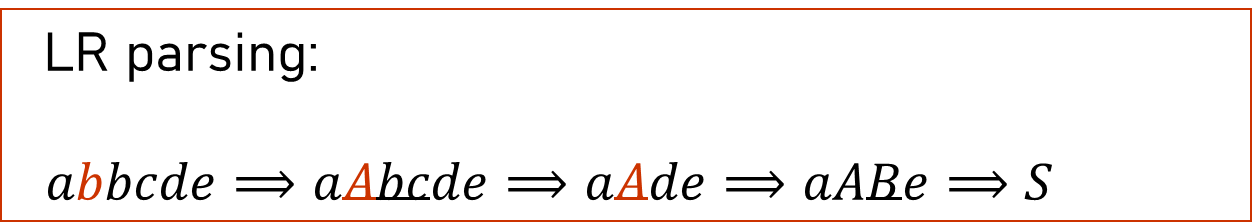 LR parsing:
abbcde ⟹ aAbcde ⟹ aAde ⟹ aABe ⟹ S